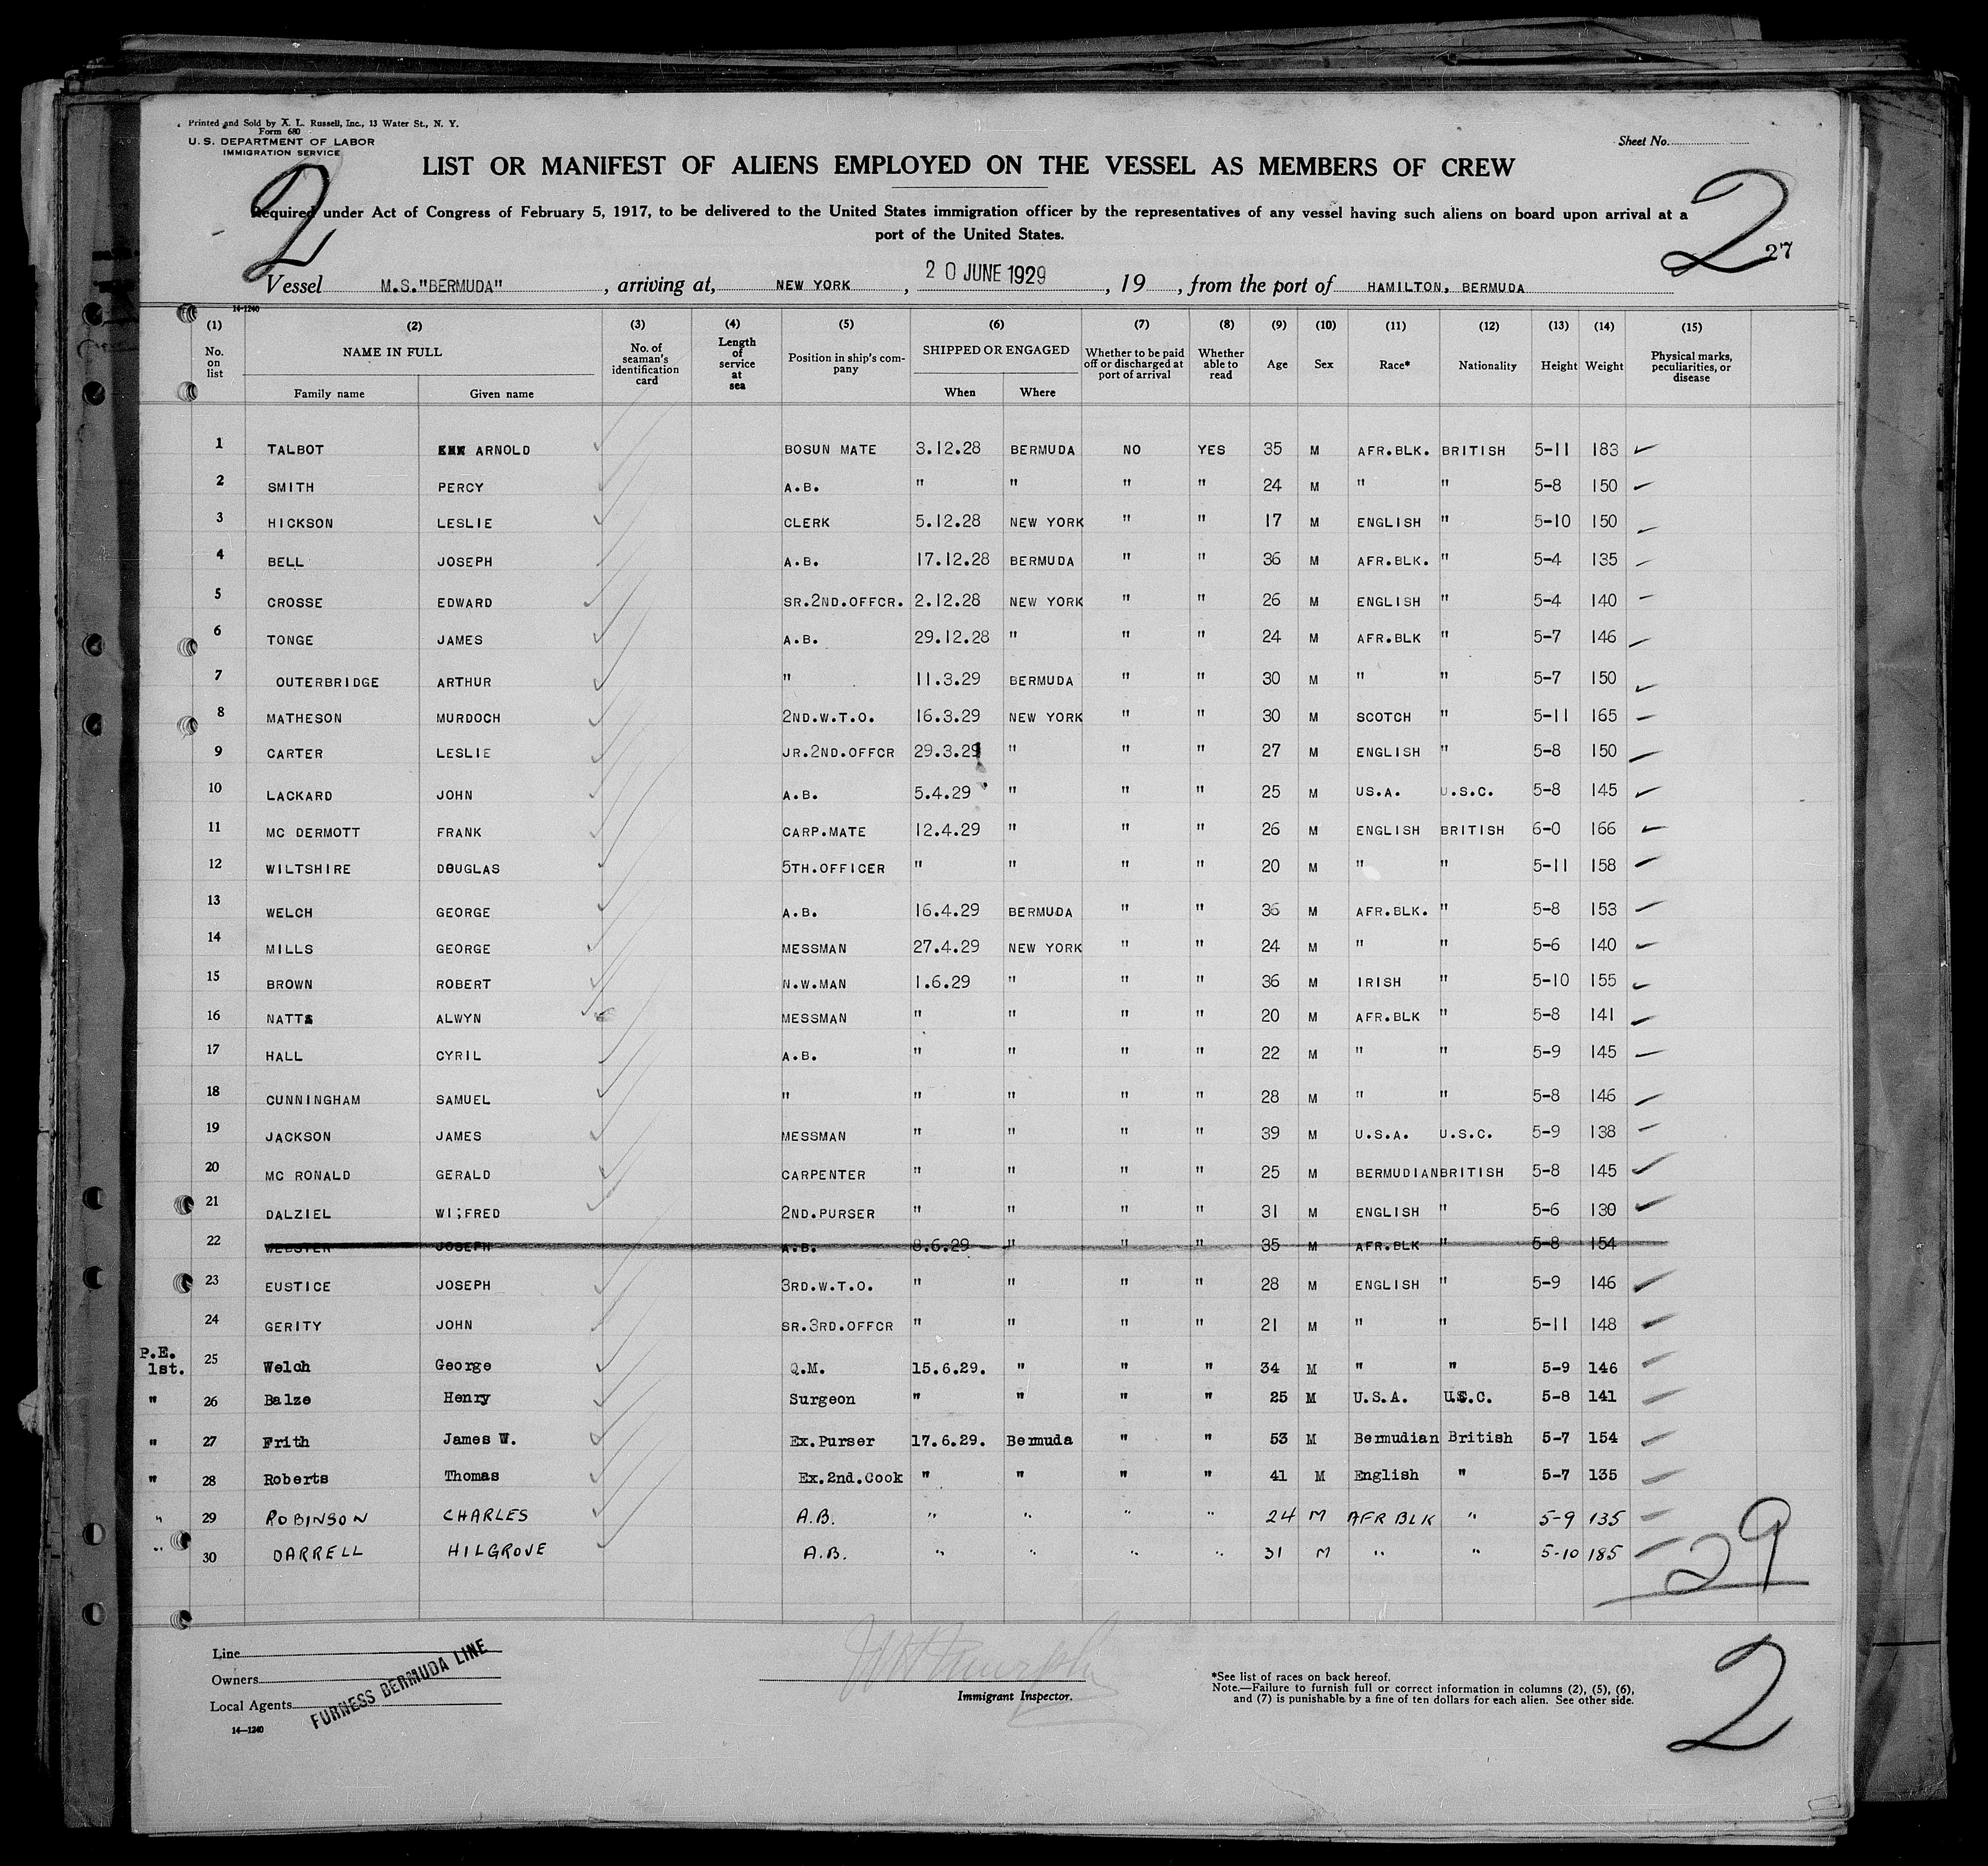 Printed and Sold by A. L. Russell, Inc., 13 Water St., N. Y.
Form 680
U. S. DEPARTMENT OF LABOR
IMMIGRATION SERVICE
Sheet No.
LIST OR MANIFEST OF ALIENS EMPLOYED ON THE VESSEL AS MEMBERS OF CREW
2 2
Required under Act of Congress of February 5, 1917, to be delivered to the United States immigration officer by the representatives of any vessel having such aliens on board upon arrival at a
port of the United States.
27
Vessel M.S."BERMUDA" , arriving at, NEW YORK , 20 JUNE 1929 , 19 , from the port of HAMILTON, BERMUDA
14-1240
(1) (2) (3) (4) (5) (6) (7) (8) (9) (10) (11) (12) (13) (14) (15)
No. on list NAME IN FULL No. of seaman's identification card Length of service at sea Position in ship's company SHIPPED OR ENGAGED Whether to be paid off or discharged at port of arrival Whether able to read Age Sex Race* Nationality Height Weight Physical marks, peculiarities, or disease
Family name Given name When Where
1 TALBOT ARNOLD BOSUN MATE 3.12.28 BERMUDA NO YES 35 M AFR.BLK. BRITISH 5-11 183
2 SMITH PERCY A.B. " " " " 24 M " " 5-8 150
3 HICKSON LESLIE CLERK 5.12.28 NEW YORK " " 17 M ENGLISH " 5-10 150
4 BELL JOSEPH A.B. 17.12.28 BERMUDA " " 36 M AFR.BLK. " 5-4 135
5 CROSSE EDWARD SR.2ND.OFFCR. 2.12.28 NEW YORK " " 26 M ENGLISH " 5-4 140
6 TONGE JAMES A.B. 29.12.28 " " " 24 M AFR.BLK " 5-7 146
7 OUTERBRIDGE ARTHUR " 11.3.29 BERMUDA " " 30 M " " 5-7 150
8 MATHESON MURDOCH 2ND.W.T.O. 16.3.29 NEW YORK " " 30 M SCOTCH " 5-11 165
9 CARTER LESLIE JR.2ND.OFFCR 29.3.29 " " " 27 M ENGLISH " 5-8 150
10 LACKARD JOHN A.B. 5.4.29 " " " 25 M US.A. U.S.C. 5-8 145
11 MC DERMOTT FRANK CARP.MATE 12.4.29 " " " 26 M ENGLISH BRITISH 6-0 166
12 WILTSHIRE DOUGLAS 5TH.OFFICER " " " " 20 M " " 5-11 158
13 WELCH GEORGE A.B. 16.4.29 BERMUDA " " 36 M AFR.BLK. " 5-8 153
14 MILLS GEORGE MESSMAN 27.4.29 NEW YORK " " 24 M " " 5-6 140
15 BROWN ROBERT N.W.MAN 1.6.29 " " " 36 M IRISH " 5-10 155
16 NATTS ALWYN MESSMAN " " " " 20 M AFR.BLK " 5-8 141
17 HALL CYRIL A.B. " " " " 22 M " " 5-9 145
18 CUNNINGHAM SAMUEL " " " " " 28 M " " 5-8 146
19 JACKSON JAMES MESSMAN " " " " 39 M U.S.A. U.S.C. 5-9 138
20 MC RONALD GERALD CARPENTER " " " " 25 M BERMUDIAN BRITISH 5-8 145
21 DALZIEL WI;FRED 2ND.PURSER " " " " 31 M ENGLISH " 5-6 130
22 WEBSTER JOSEPH A.B. 8.6.29 " " " 35 M AFR.BLK " 5-8 154
23 EUSTICE JOSEPH 3RD.W.T.O. " " " " 28 M ENGLISH " 5-9 146
24 GERITY JOHN SR.3RD.OFFCR " " " " 21 M " " 5-11 148
P.E. 1st. 25 Welch George Q.M. 15.6.29. " " " 34 M " " 5-9 146
" 26 Balze Henry Surgeon " " " " 25 M U.S.A. U.S.C. 5-8 141
" 27 Frith James W. Ex.Purser 17.6.29. Bermuda " " 53 M Bermudian British 5-7 154
" 28 Roberts Thomas Ex.2nd.Cook " " " " 41 M English " 5-7 135
" 29 ROBINSON CHARLES A.B. " " " " 24 M AFR BLK " 5-9 135
" 30 DARRELL HILGROVE A.B. " " " " 31 M " " 5-10 185
29
Line
Owners
Local Agents
FURNESS BERMUDA LINE
14—1240
Immigrant Inspector.
*See list of races on back hereof.
Note.—Failure to furnish full or correct information in columns (2), (5), (6),
and (7) is punishable by a fine of ten dollars for each alien. See other side.
2